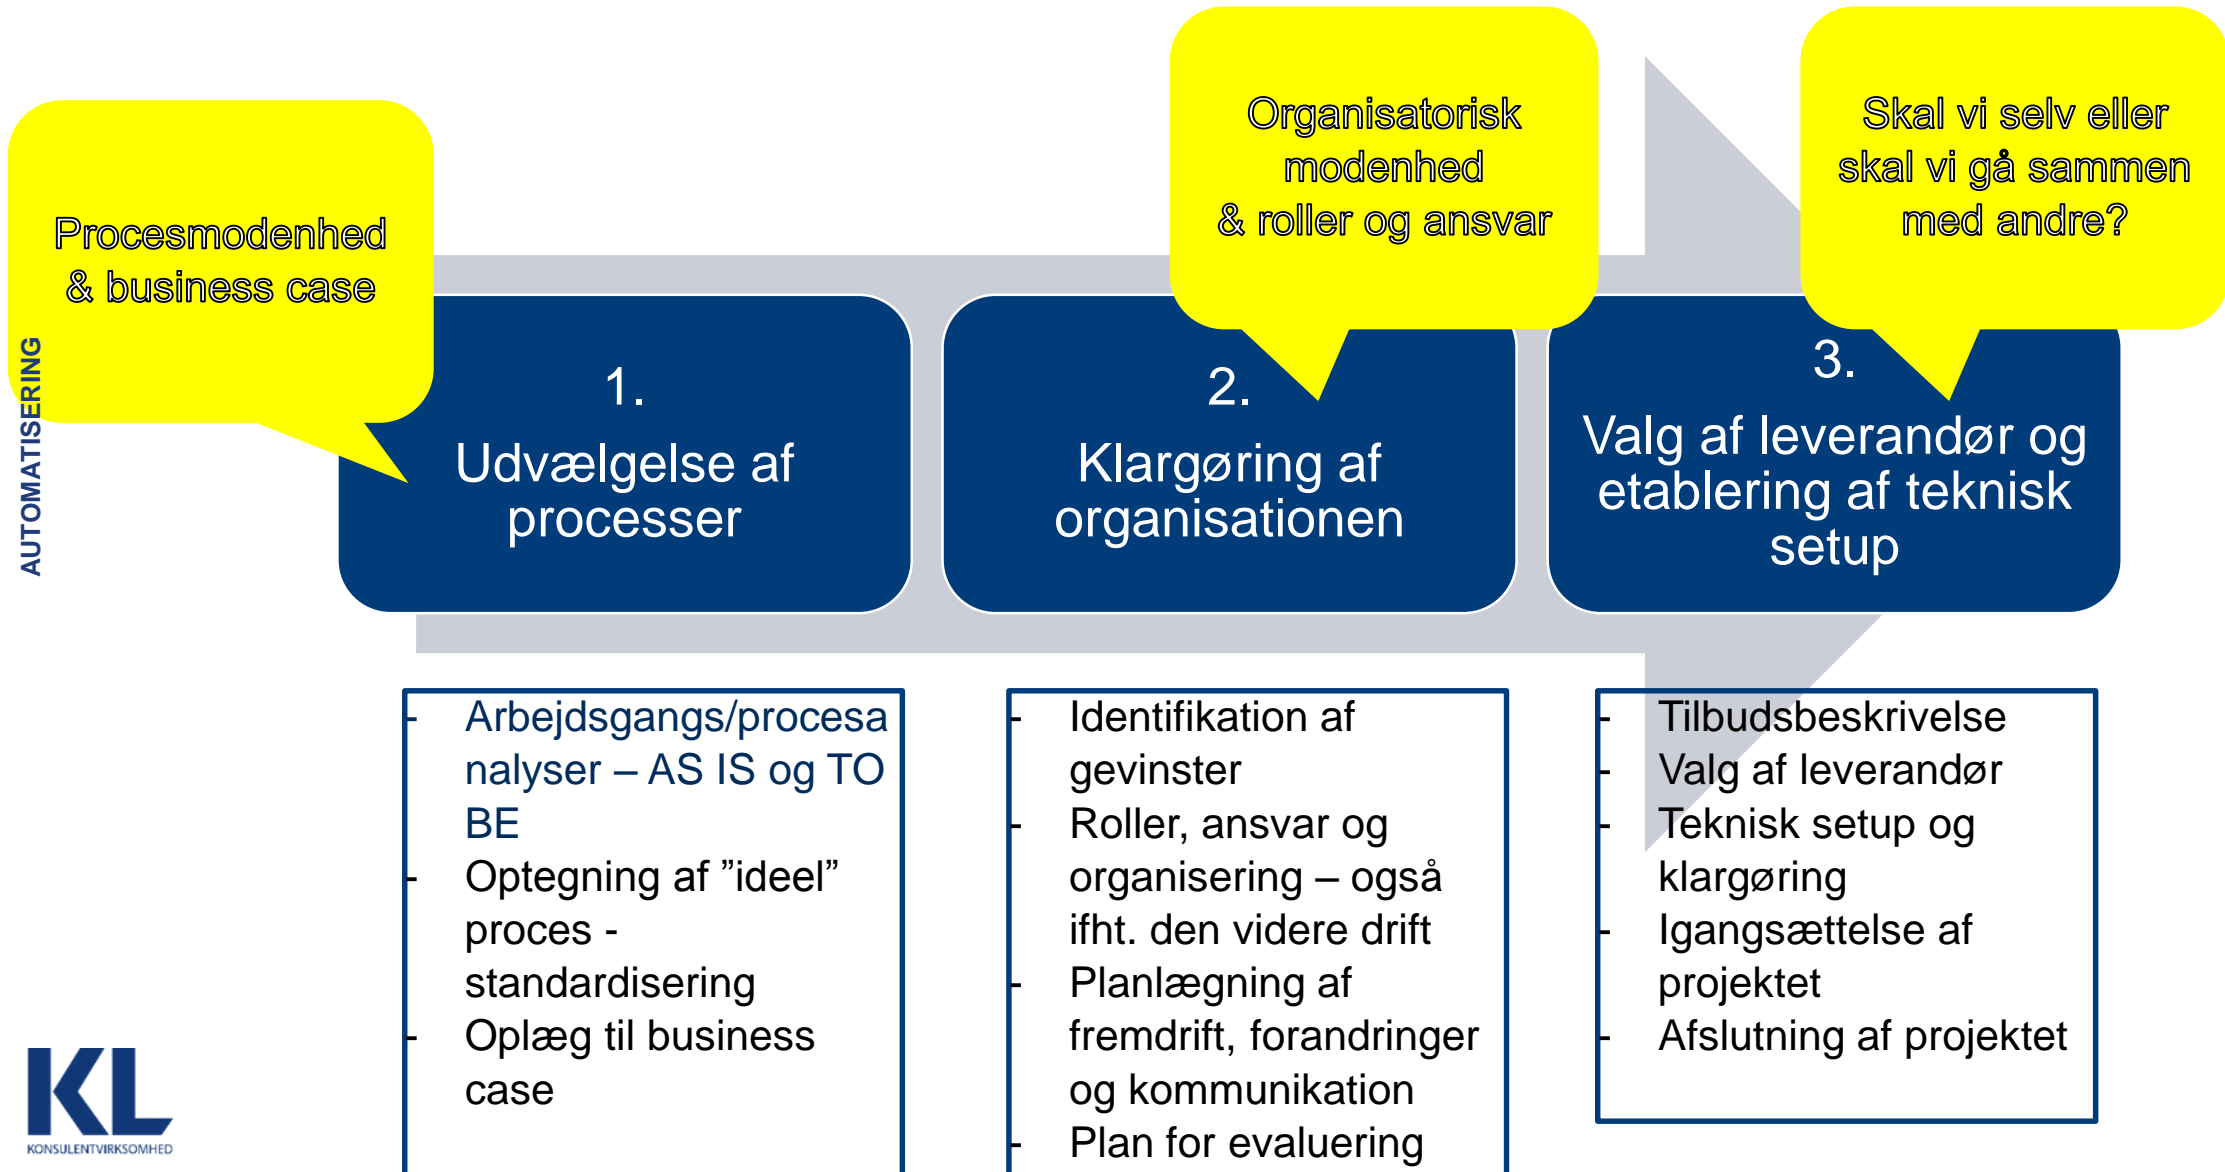 Procesmodenhed
& business case
Organisatorisk
modenhed
& roller og ansvar
Skal vi selv eller
skal vi gå sammen
med andre?
AUTOMATISERING
1.
Udvælgelse af
processer
2.
Klargøring af
organisationen
3.
Valg af leverandør og
etablering af teknisk
setup
- Arbejdsgangs/procesa
nalyser – AS IS og TO
BE
- Optegning af ”ideel”
proces -
standardisering
- Oplæg til business
case
- Identifikation af
gevinster
- Roller, ansvar og
organisering – også
ifht. den videre drift
- Planlægning af
fremdrift, forandringer
og kommunikation
- Plan for evaluering
- Tilbudsbeskrivelse
- Valg af leverandør
- Teknisk setup og
klargøring
- Igangsættelse af
projektet
- Afslutning af projektet
KL
KONSULENTVIRKSOMHED